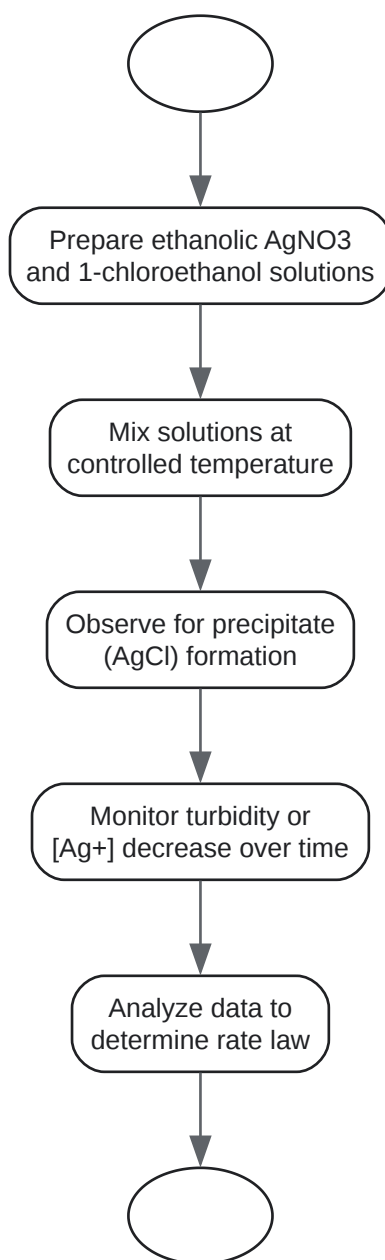 Prepare ethanolic AgNO3
and 1-chloroethanol solutions
Mix solutions at
controlled temperature
Observe for precipitate
(AgCl) formation
Monitor turbidity or
[Ag+] decrease over time
Analyze data to
determine rate law